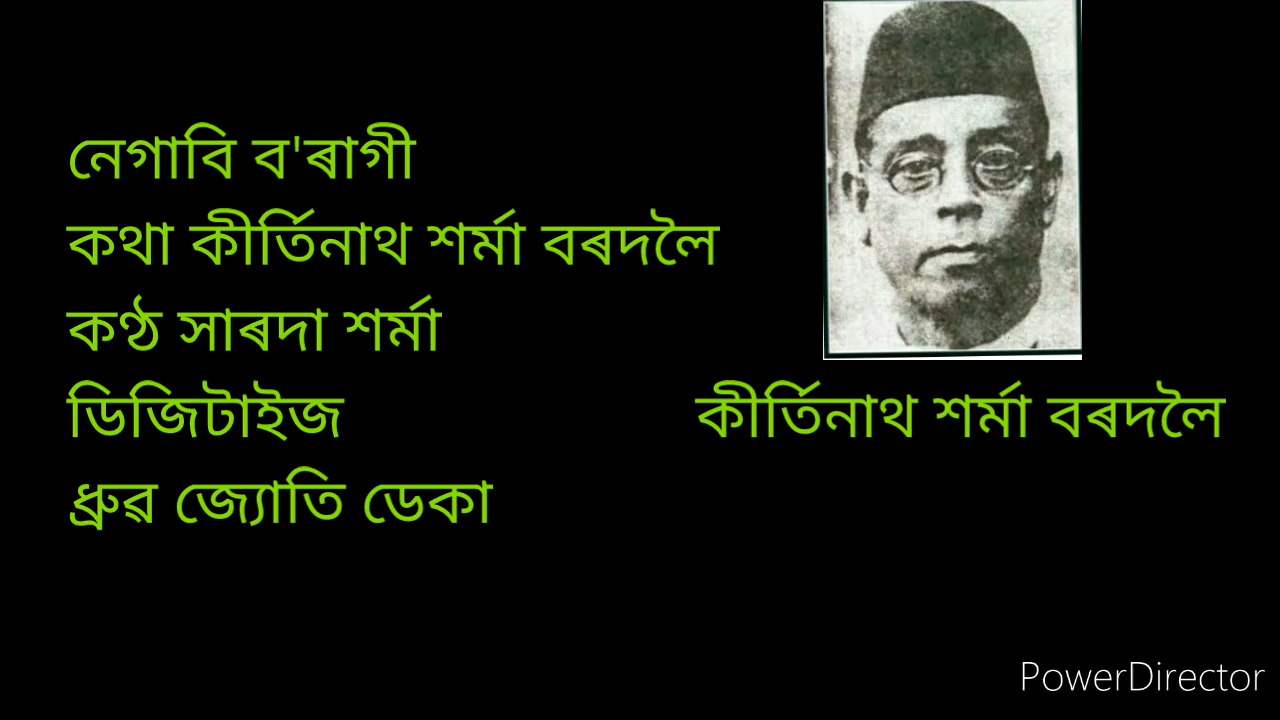 নেগাবি ব'ৰাগী
কথা কীৰ্তিনাথ শৰ্মা বৰদলৈ
কণ্ঠ সাৰদা শৰ্মা
ডিজিটাইজ
কীৰ্তিনাথ শৰ্মা বৰদলৈ
ধ্ৰুৱ জ্যোতি ডেকা
PowerDirector